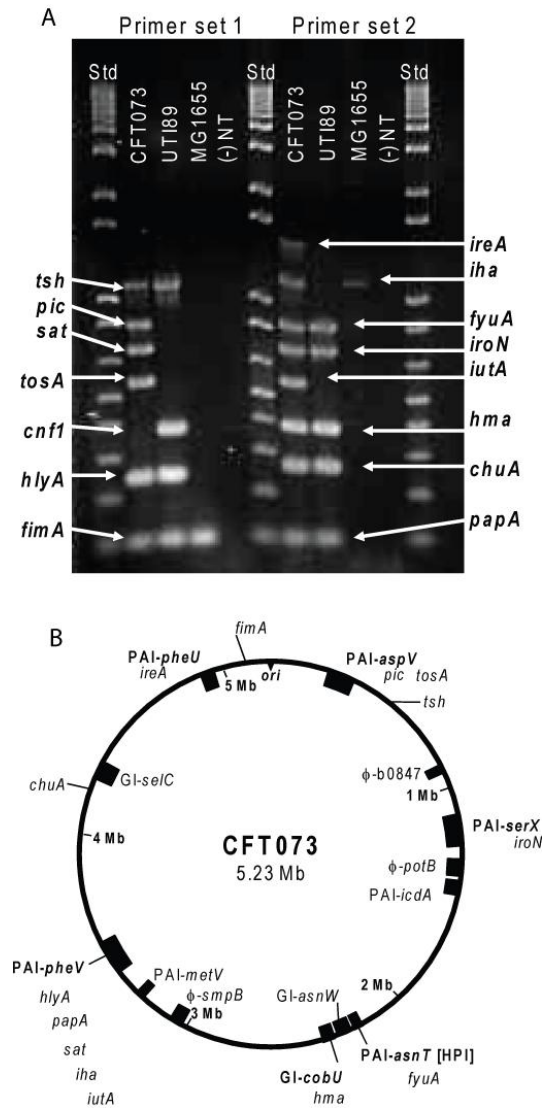 A
Primer set 1 Primer set 2
Std
CFT073
UTI89
MG1655
(-)NT
Std
CFT073
UTI89
MG1655
(-)NT
Std
tsh
pic
sat
tosA
cnf1
hlyA
fimA
ireA
iha
fyuA
iroN
iutA
hma
chuA
papA
B
fimA
PAI-pheU
ireA
5 Mb
ori
PAI-aspV
pic tosA
tsh
chuA
GI-selC
ϕ-b0847
1 Mb
4 Mb
CFT073
5.23 Mb
PAI-serX
iroN
ϕ-potB
PAI-icdA
PAI-pheV
hlyA
papA
sat
iha
iutA
PAI-metV
ϕ-smpB
3 Mb
GI-asnW
2 Mb
PAI-asnT [HPI]
fyuA
GI-cobU
hma